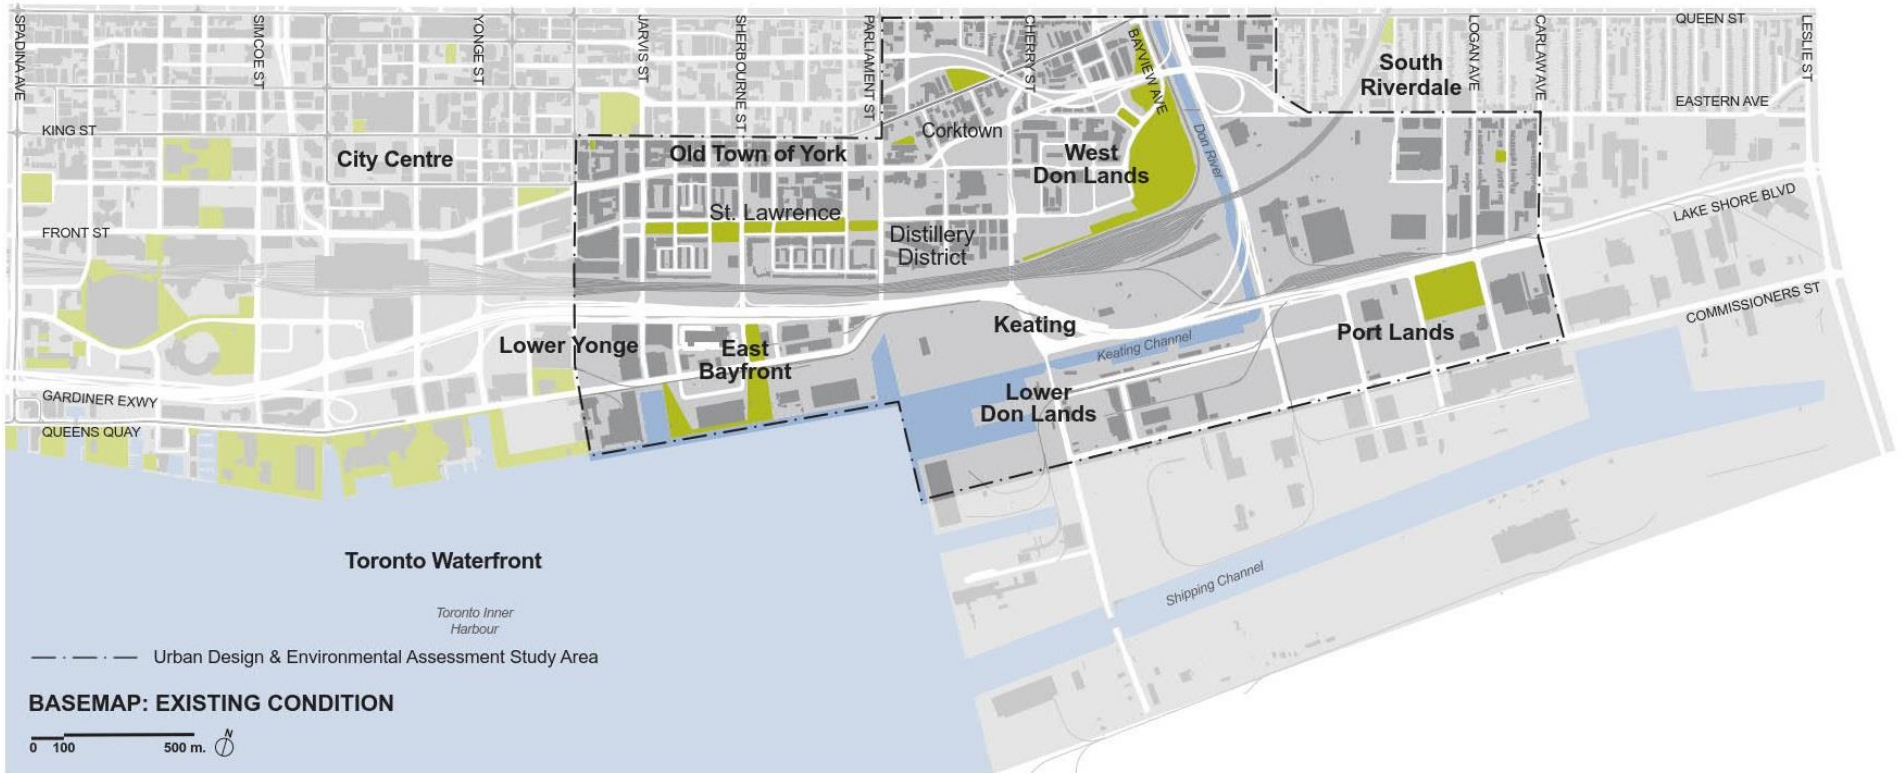 SPADINA AVE
SIMCOE ST
YONGE ST
JARVIS ST
SHERBOURNE ST
PARLIAMENT ST
CHERRY ST
BAYVIEW AVE
LOGAN AVE
CARLAW AVE
QUEEN ST
LESLIE ST
South
Riverdale
EASTERN AVE
KING ST
City Centre
Old Town of York
Corktown
West
Don Lands
Don River
St. Lawrence
FRONT ST
Distillery
District
LAKE SHORE BLVD
COMMISSIONERS ST
Lower Yonge
East
Bayfront
Keating
Keating Channel
Port Lands
GARDINER EXWY
QUEENS QUAY
Lower
Don Lands
Toronto Waterfront
Shipping Channel
Toronto Inner
Harbour
Urban Design & Environmental Assessment Study Area
BASEMAP: EXISTING CONDITION
N
0 100 500 m.